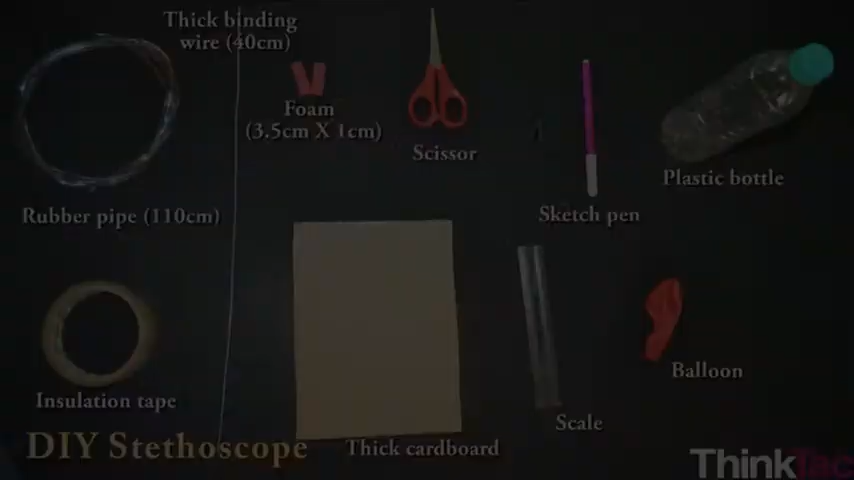 Thick binding
wire (40cm)
Foam
(3.5cm X 1cm)
Scissor
Plastic bottle
Rubber pipe (110cm)
Sketch pen
Insulation tape
Balloon
Scale
DIY Stethoscope
Thick cardboard
ThinkTac